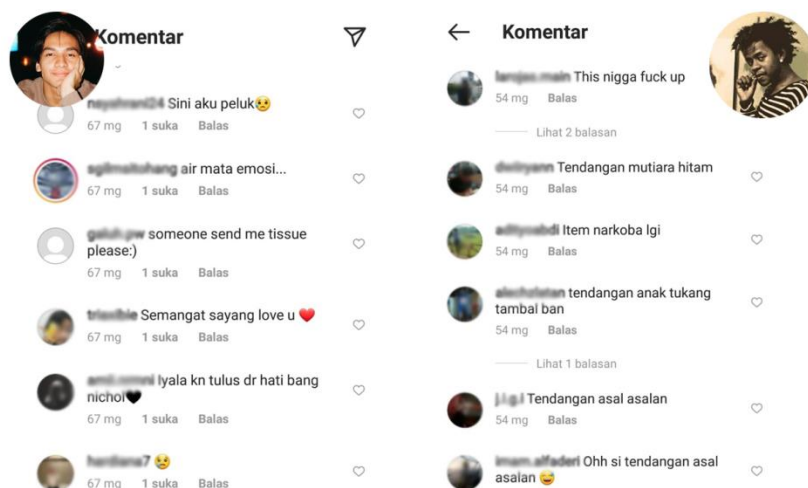 Komentar
Sini aku peluk😢
67 mg 1 suka Balas
air mata emosi...
67 mg 1 suka Balas
someone send me tissue
please:)
67 mg 1 suka Balas
Semangat sayang love u ❤️
67 mg 1 suka Balas
Iyala kn tulus dr hati bang
nichol🖤
67 mg 1 suka Balas
😢
67 mg 1 suka Balas
Komentar
This nigga fuck up
54 mg Balas
Lihat 2 balasan
Tendangan mutiara hitam
54 mg Balas
Item narkoba lgi
54 mg Balas
tendangan anak tukang
tambal ban
54 mg Balas
Lihat 1 balasan
Tendangan asal asalan
54 mg Balas
Ohh si tendangan asal
asalan 😅